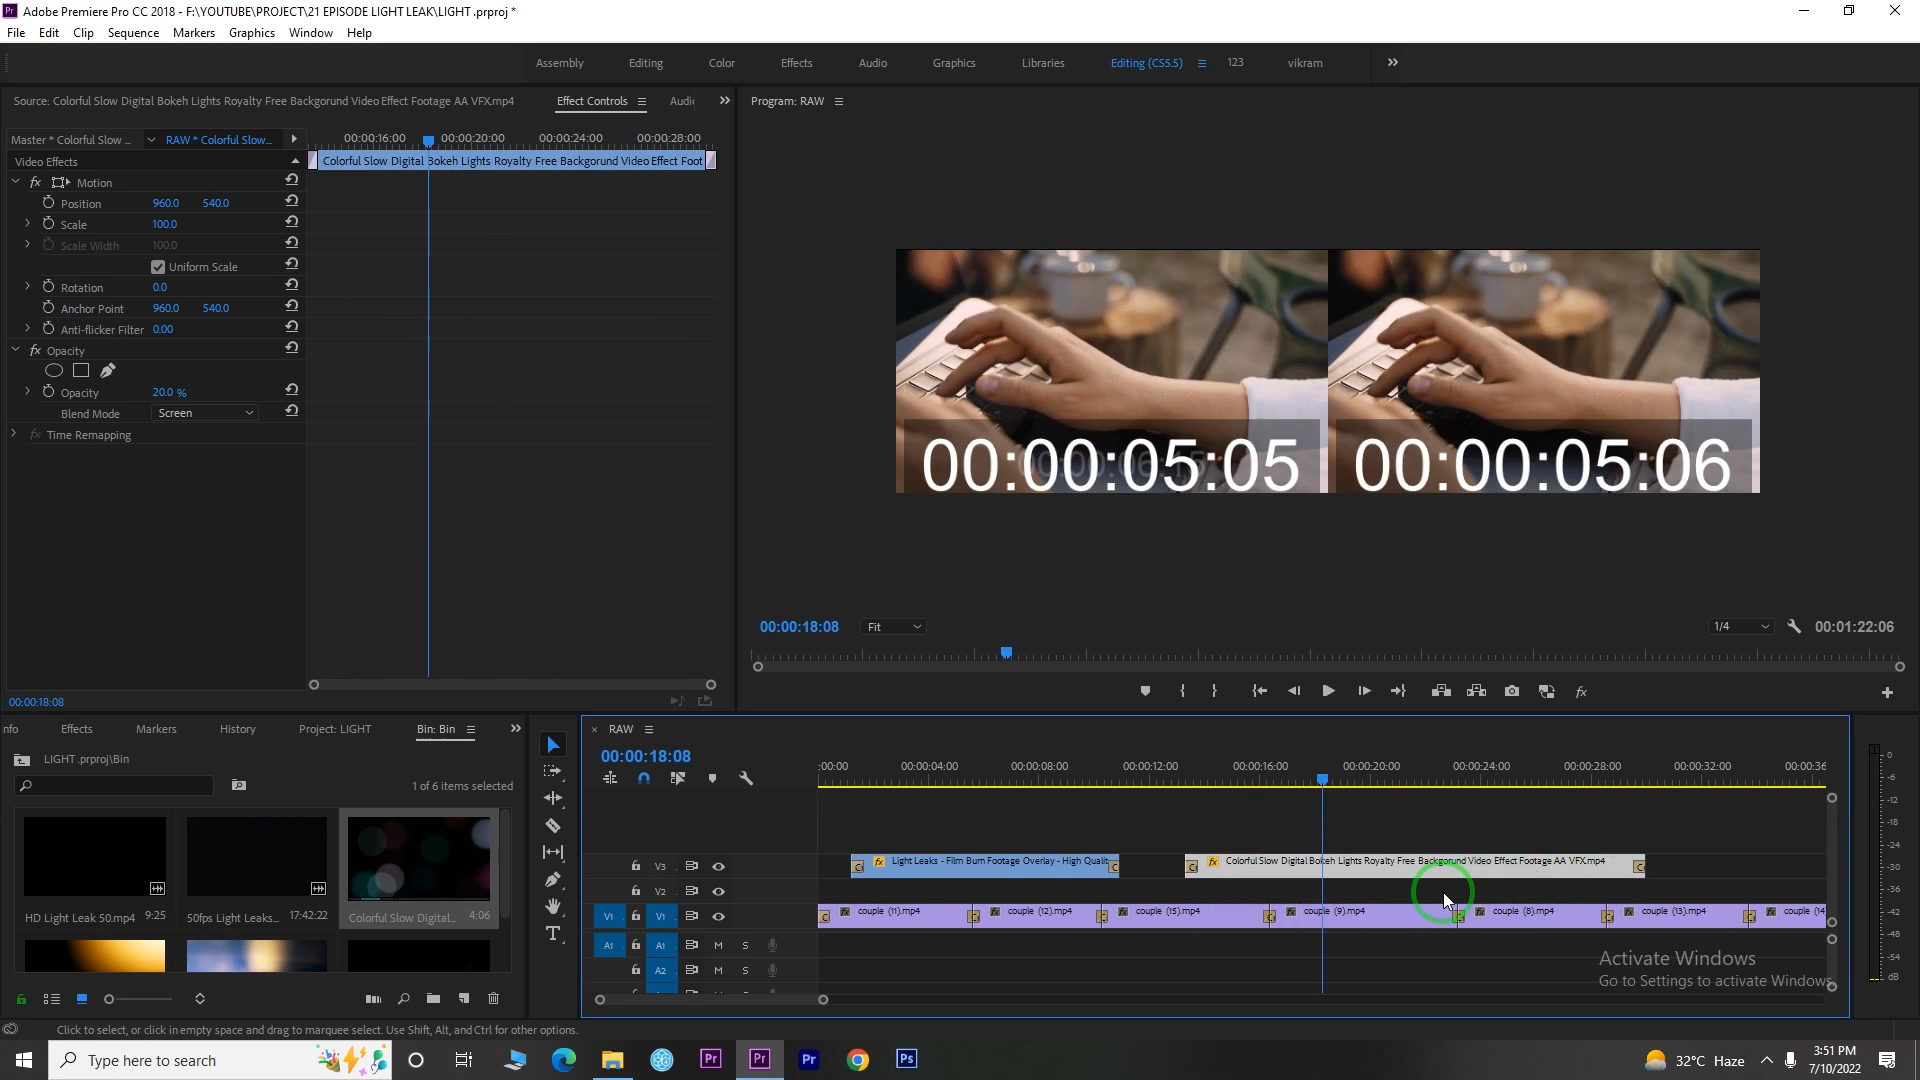 Adobe Premiere Pro CC 2018 - F:\YOUTUBE\PROJECT\21 EPISODE LIGHT LEAK\LIGHT .prproj *
File Edit Clip Sequence Markers Graphics Window Help
Assembly Editing Color Effects Audio Graphics Libraries Editing (CS5.5) 123 vikram
Source: Colorful Slow Digital Bokeh Lights Royalty Free Backgorund Video Effect Footage AA VFX.mp4 Effect Controls
Program: RAW
Master * Colorful Slow ... RAW * Colorful Slow...
00:00:16:00 00:00:20:00 00:00:24:00 00:00:28:00
Video Effects
Colorful Slow Digital Bokeh Lights Royalty Free Backgorund Video Effect Foot
fx Motion
Position 960.0 540.0
Scale 100.0
Scale Width 100.0
Uniform Scale
Rotation 0.0
Anchor Point 960.0 540.0
Anti-flicker Filter 0.00
fx Opacity
Opacity 20.0 %
Blend Mode Screen
fx Time Remapping
00:00:18:08
00:00:05:05 00:00:05:06
00:00:18:08 Fit 1/4 00:01:22:06
fx
nfo Effects Markers History Project: LIGHT Bin: Bin
LIGHT .prproj\Bin
1 of 6 items selected
HD Light Leak 50.mp4 9:25
50fps Light Leaks... 17:42:22
Colorful Slow Digital... 4:06
RAW
00:00:18:08
:00:00 00:00:04:00 00:00:08:00 00:00:12:00 00:00:16:00 00:00:20:00 00:00:24:00 00:00:28:00 00:00:32:00 00:00:36
V3 fx Light Leaks - Film Burn Footage Overlay - High Qualit fx Colorful Slow Digital Bokeh Lights Royalty Free Backgorund Video Effect Footage AA VFX.mp4
V2
V1 V1 fx couple (11).mp4 fx couple (12).mp4 fx couple (15).mp4 fx couple (9).mp4 fx couple (8).mp4 fx couple (13).mp4 fx couple (14
A1 A1 M S
A2 M S
0
-6
-12
-18
-24
-30
-36
-42
-48
-54
dB
Activate Windows
Go to Settings to activate Windows.
Click to select, or click in empty space and drag to marquee select. Use Shift, Alt, and Ctrl for other options.
Type here to search
Pr Pr Pr Ps
32°C Haze
3:51 PM
7/10/2022